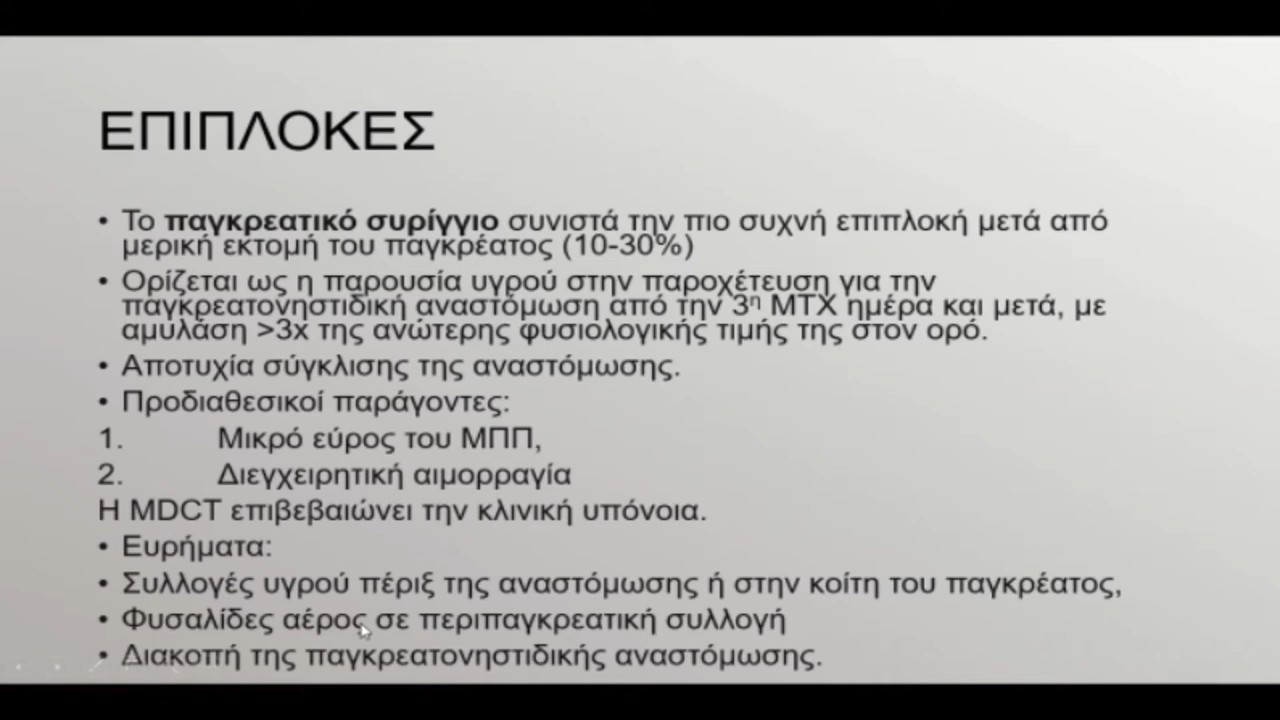 ΕΠΙΠΛΟΚΕΣ
• Το παγκρεατικό συρίγγιο συνιστά την πιο συχνή επιπλοκή μετά από
μερική εκτομή του παγκρέατος (10-30%)
• Ορίζεται ως η παρουσία υγρού στην παροχέτευση για την
παγκρεατονηστιδική αναστόμωση από την 3η ΜΤΧ ημέρα και μετά, με
αμυλάση >3x της ανώτερης φυσιολογικής τιμής της στον ορό.
• Αποτυχία σύγκλισης της αναστόμωσης.
• Προδιαθεσικοί παράγοντες:
1. Μικρό εύρος του ΜΠΠ,
2. Διεγχειρητική αιμορραγία
Η MDCT επιβεβαιώνει την κλινική υπόνοια.
• Ευρήματα:
• Συλλογές υγρού πέριξ της αναστόμωσης ή στην κοίτη του παγκρέατος,
• Φυσαλίδες αέρος σε περιπαγκρεατική συλλογή
• Διακοπή της παγκρεατονηστιδικής αναστόμωσης.